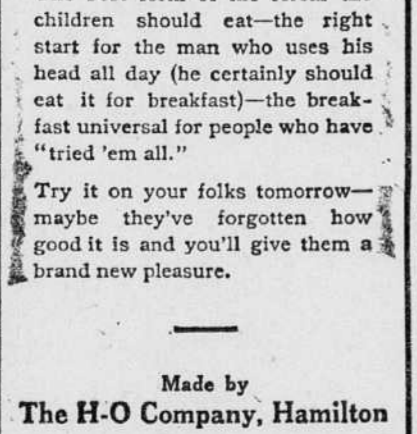 children should eat—the right
start for the man who uses his
head all day (he certainly should
eat it for breakfast)—the break-
fast universal for people who have
"tried 'em all."
Try it on your folks tomorrow—
maybe they've forgotten how
good it is and you'll give them a
brand new pleasure.
Made by
The H-O Company, Hamilton